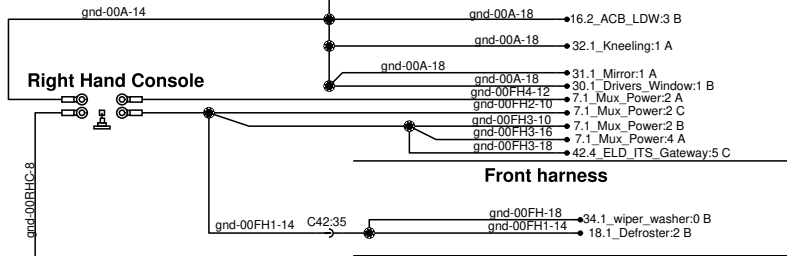 gnd-00A-14
gnd-00A-18
16.2_ACB_LDW:3 B
gnd-00A-18
32.1_Kneeling:1 A
gnd-00A-18
31.1_Mirror:1 A
Right Hand Console
gnd-00A-18
30.1_Drivers_Window:1 B
gnd-00FH4-12
7.1_Mux_Power:2 A
gnd-00FH2-10
7.1_Mux_Power:2 C
gnd-00FH3-10
7.1_Mux_Power:2 B
gnd-00FH3-16
7.1_Mux_Power:4 A
gnd-00FH3-18
42.4_ELD_ITS_Gateway:5 C
Front harness
gnd-00RHC-8
gnd-00FH1-14
C42:35
gnd-00FH-18
34.1_wiper_washer:0 B
gnd-00FH1-14
18.1_Defroster:2 B